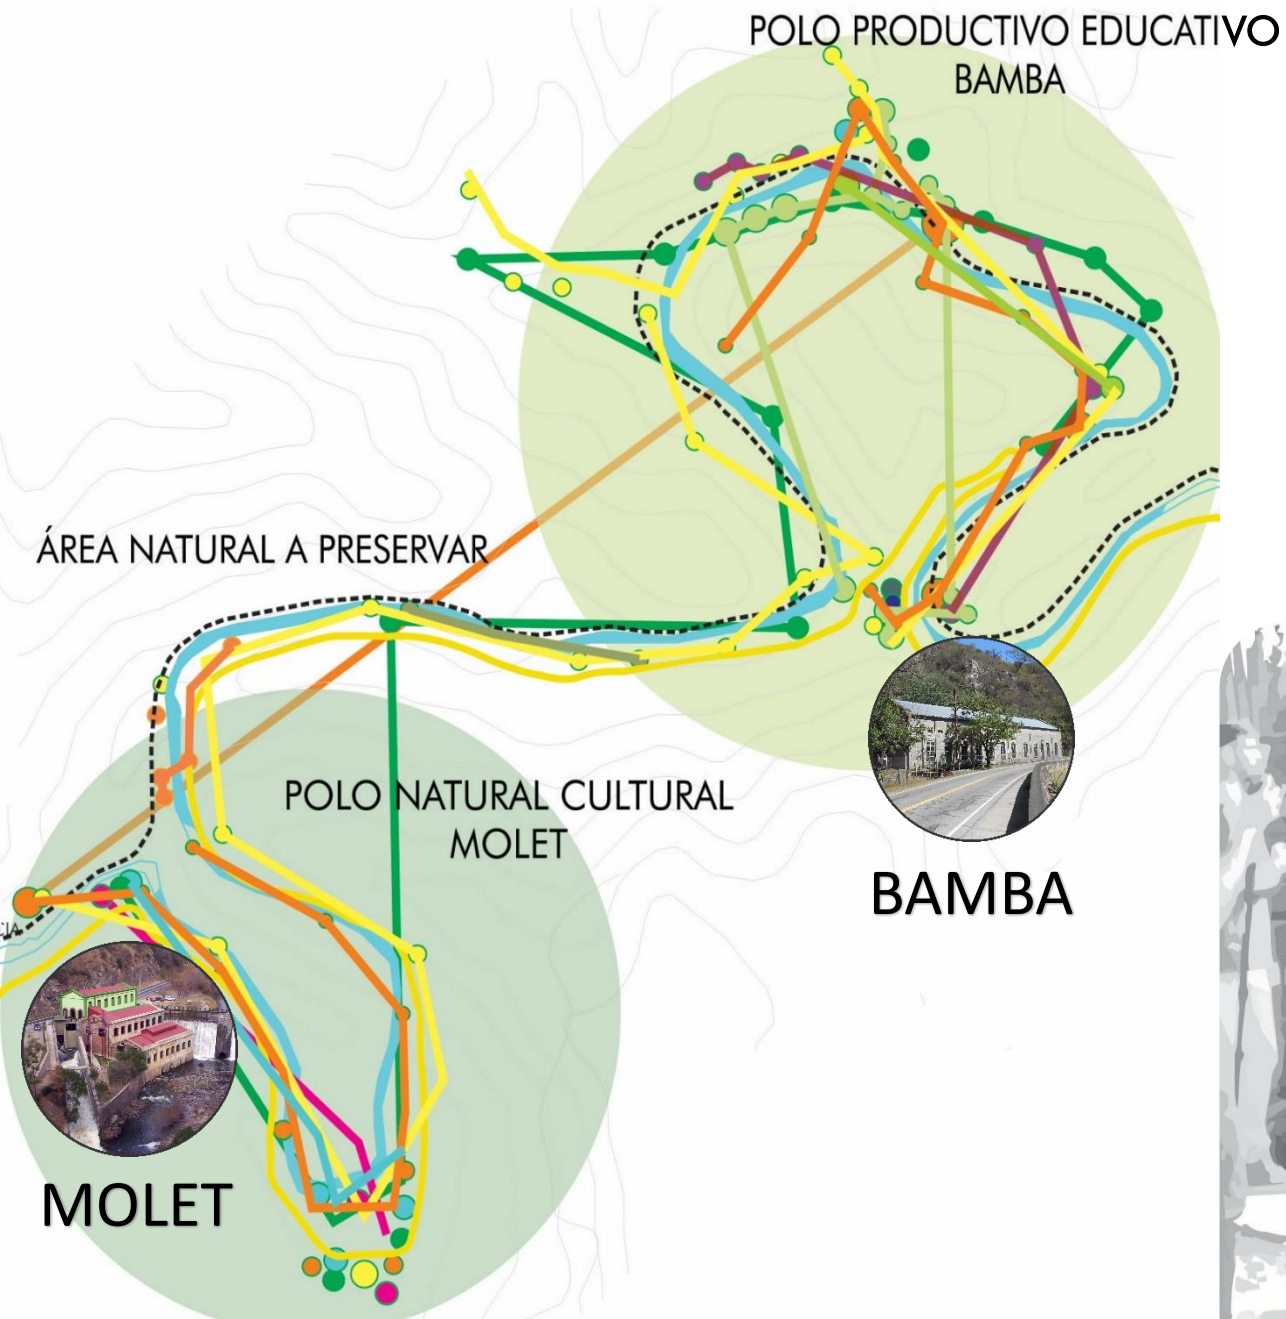 POLO PRODUCTIVO EDUCATIVO
BAMBA
ÁREA NATURAL A PRESERVAR
POLO NATURAL CULTURAL
MOLET
BAMBA
MOLET